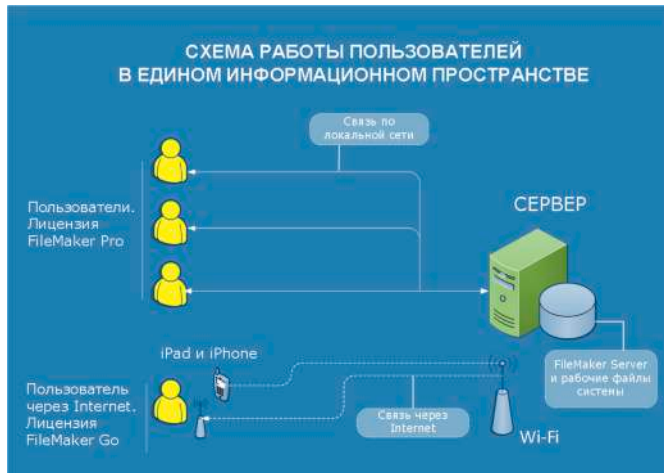 СХЕМА РАБОТЫ ПОЛЬЗОВАТЕЛЕЙ
В ЕДИНОМ ИНФОРМАЦИОННОМ ПРОСТРАНСТВЕ
Связь по
локальной сети
Пользователи.
Лицензия
FileMaker Pro
СЕРВЕР
iPad и iPhone
Пользователь
через Internet.
Лицензия
FileMaker Go
Связь через
Internet
Wi-Fi
FileMaker Server
и рабочие файлы
системы